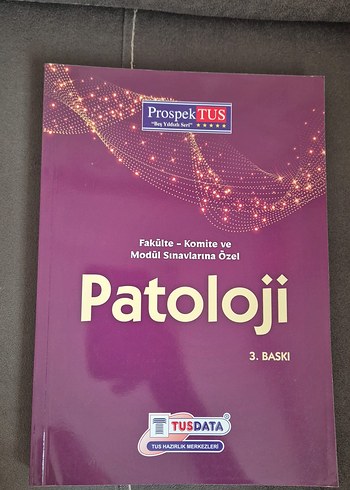 ProspekTUS
"Beş Yıldızlı Seri" ★★★★★
Fakülte - Komite ve
Modül Sınavlarına Özel
Patoloji
3. BASKI
TUSDATA®
TUS HAZIRLIK MERKEZLERİ